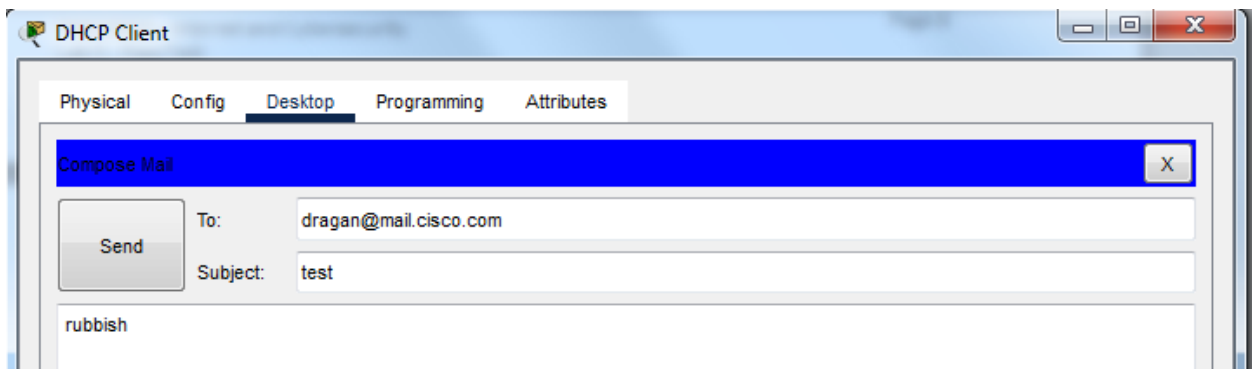 DHCP Client
Physical Config Desktop Programming Attributes
Compose Mail
X
Send
To: dragan@mail.cisco.com
Subject: test
rubbish